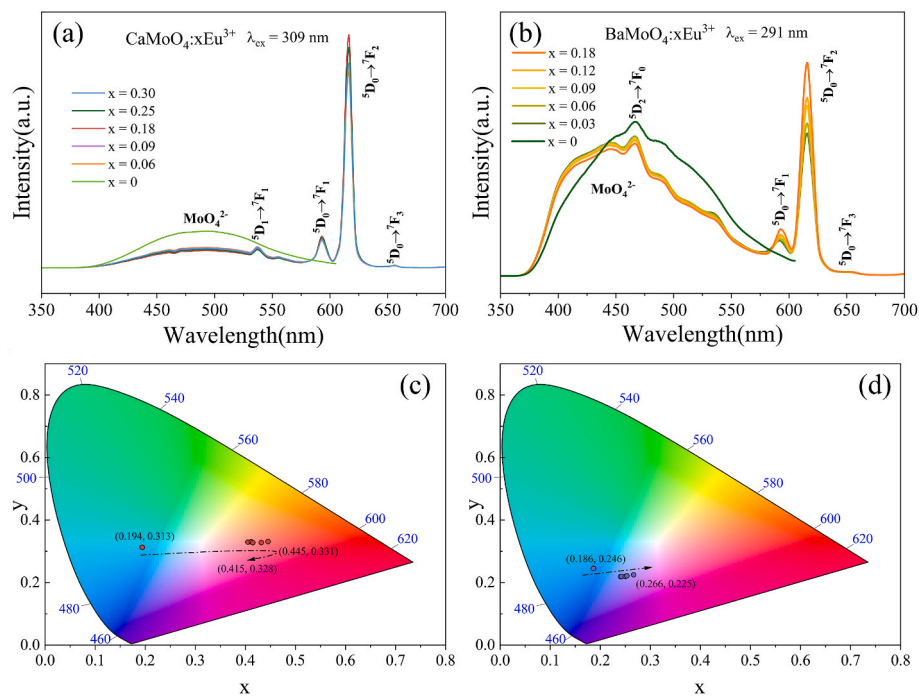 (a)
CaMoO₄:xEu³⁺ λex = 309 nm
x = 0.30
x = 0.25
x = 0.18
x = 0.09
x = 0.06
x = 0
MoO₄²⁻
⁵D₁→⁷F₁
⁵D₀→⁷F₁
⁵D₀→⁷F₂
⁵D₀→⁷F₃
Intensity(a.u.)
350 400 450 500 550 600 650 700
Wavelength(nm)
(b)
BaMoO₄:xEu³⁺ λex = 291 nm
x = 0.18
x = 0.12
x = 0.09
x = 0.06
x = 0.03
x = 0
⁵D₂→⁷F₀
MoO₄²⁻
⁵D₀→⁷F₁
⁵D₀→⁷F₂
⁵D₀→⁷F₃
Intensity(a.u.)
350 400 450 500 550 600 650 700
Wavelength(nm)
(c)
520
540
560
580
600
620
500
480
460
(0.194, 0.313)
(0.445, 0.331)
(0.415, 0.328)
0.8
0.6
0.4
0.2
0.0
y
0.0 0.1 0.2 0.3 0.4 0.5 0.6 0.7 0.8
x
(d)
520
540
560
580
600
620
500
480
460
(0.186, 0.246)
(0.266, 0.225)
0.8
0.6
0.4
0.2
0.0
y
0.0 0.1 0.2 0.3 0.4 0.5 0.6 0.7 0.8
x